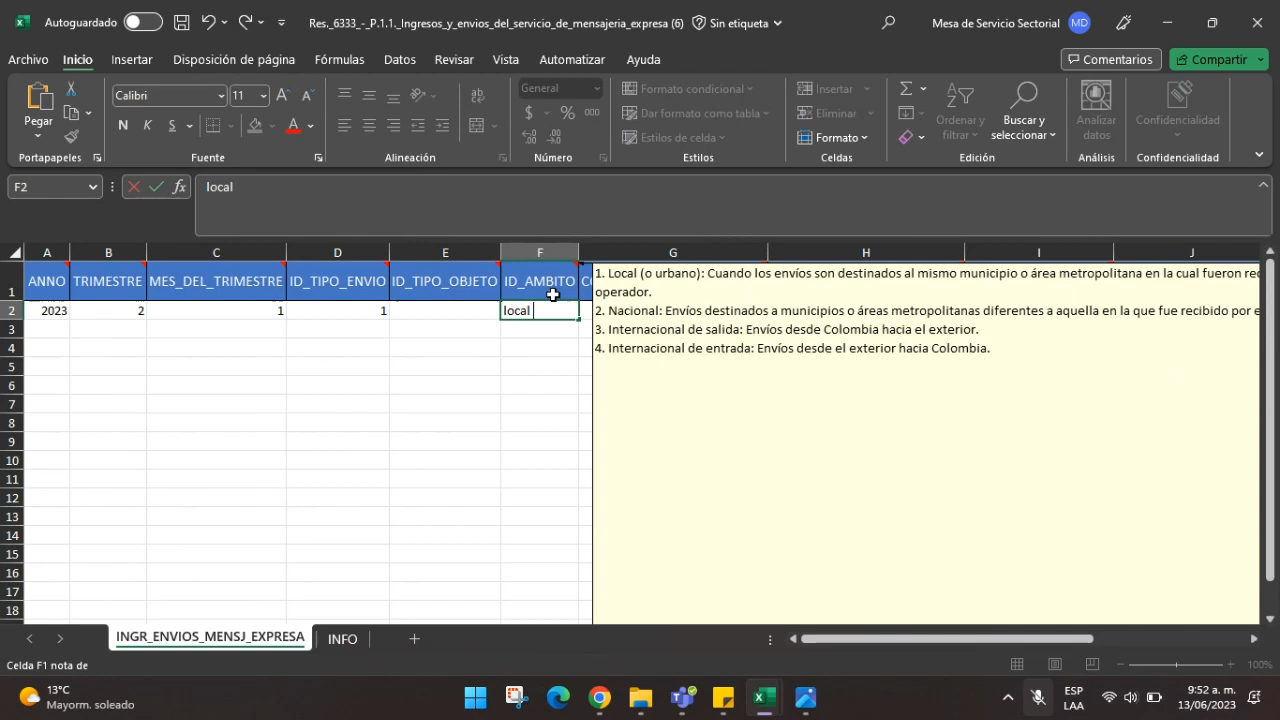 Autoguardado Res._6333_-_P.1.1._Ingresos_y_envios_del_servicio_de_mensajeria_expresa (6) Sin etiqueta Mesa de Servicio Sectorial MD
Archivo Inicio Insertar Disposición de página Fórmulas Datos Revisar Vista Automatizar Ayuda Comentarios Compartir
Pegar
Portapapeles
Calibri 11
N K S
Fuente
Alineación
General
$ % 000
Número
Formato condicional
Dar formato como tabla
Estilos de celda
Estilos
Insertar
Eliminar
Formato
Celdas
Ordenar y filtrar
Buscar y seleccionar
Edición
Analizar datos
Análisis
Confidencialidad
Confidencialidad
F2 fx local
A B C D E F G H I J
1 ANNO TRIMESTRE MES_DEL_TRIMESTRE ID_TIPO_ENVIO ID_TIPO_OBJETO ID_AMBITO CO
2 2023 2 1 1 local
1. Local (o urbano): Cuando los envíos son destinados al mismo municipio o área metropolitana en la cual fueron rec
operador.
2. Nacional: Envíos destinados a municipios o áreas metropolitanas diferentes a aquella en la que fue recibido por e
3. Internacional de salida: Envíos desde Colombia hacia el exterior.
4. Internacional de entrada: Envíos desde el exterior hacia Colombia.
3
4
5
6
7
8
9
10
11
12
13
14
15
16
17
18
INGR_ENVIOS_MENSJ_EXPRESA INFO
Celda F1 nota de 100%
13°C
Mayorm. soleado
ESP
LAA
9:52 a. m.
13/06/2023